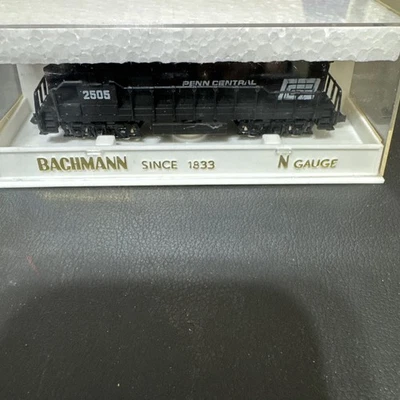 PENN CENTRAL
2505
BACHMANN SINCE 1833 N GAUGE